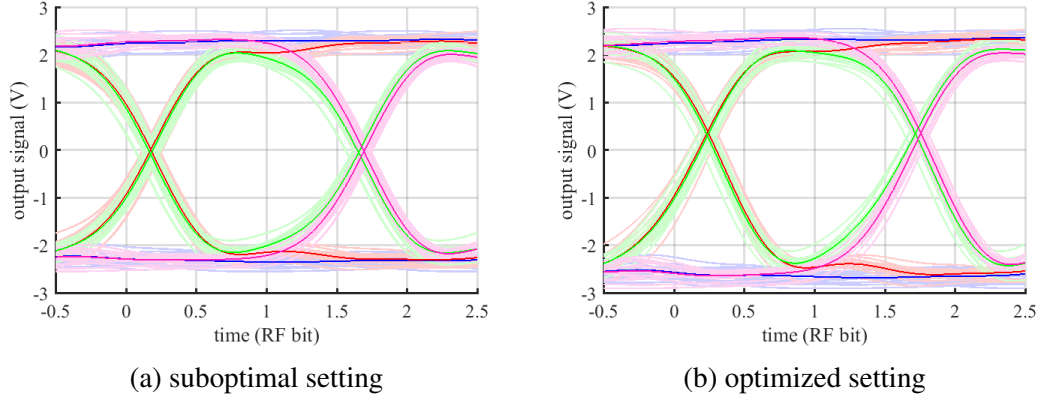 3
2
1
0
-1
-2
-3
output signal (V)
-0.5 0 0.5 1 1.5 2 2.5
time (RF bit)
(a) suboptimal setting
3
2
1
0
-1
-2
-3
output signal (V)
-0.5 0 0.5 1 1.5 2 2.5
time (RF bit)
(b) optimized setting